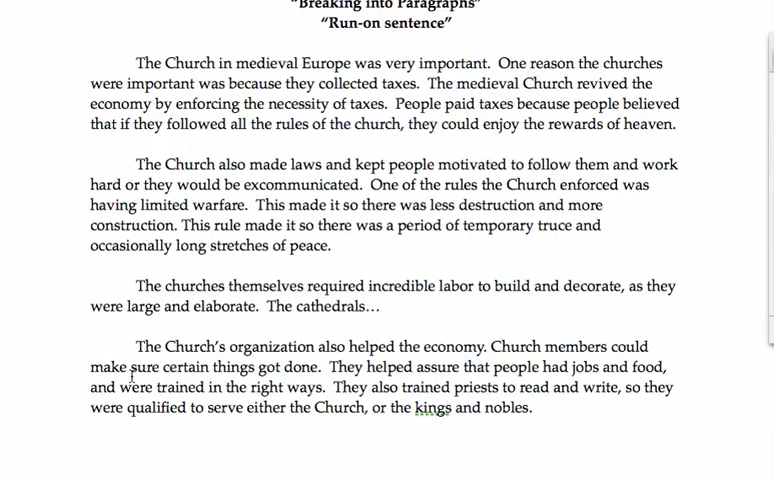 "Breaking into Paragraphs"
"Run-on sentence"
The Church in medieval Europe was very important.  One reason the churches
were important was because they collected taxes.  The medieval Church revived the
economy by enforcing the necessity of taxes.  People paid taxes because people believed
that if they followed all the rules of the church, they could enjoy the rewards of heaven.
The Church also made laws and kept people motivated to follow them and work
hard or they would be excommunicated.  One of the rules the Church enforced was
having limited warfare.  This made it so there was less destruction and more
construction. This rule made it so there was a period of temporary truce and
occasionally long stretches of peace.
The churches themselves required incredible labor to build and decorate, as they
were large and elaborate.  The cathedrals…
The Church's organization also helped the economy. Church members could
make sure certain things got done.  They helped assure that people had jobs and food,
and were trained in the right ways.  They also trained priests to read and write, so they
were qualified to serve either the Church, or the kings and nobles.